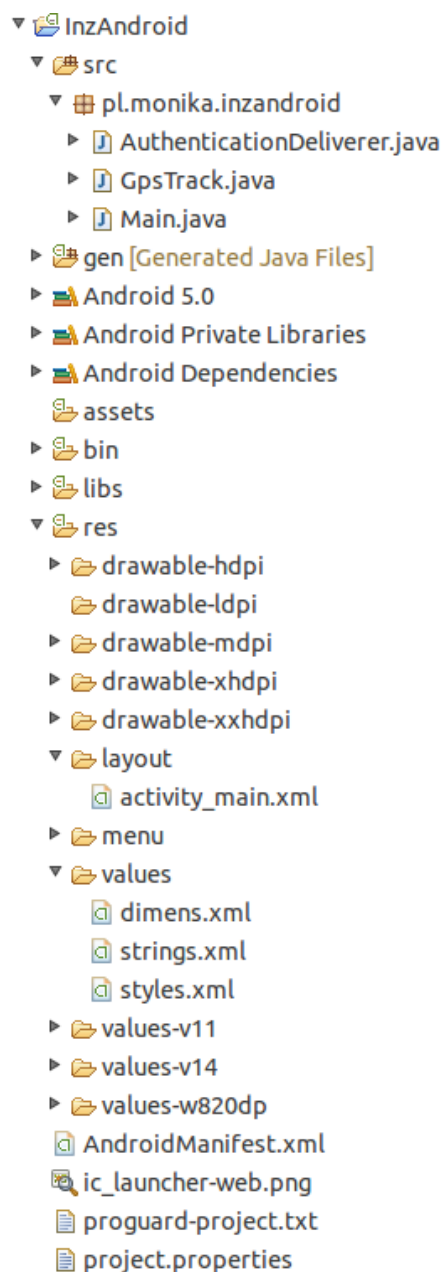 InzAndroid
src
pl.monika.inzandroid
AuthenticationDeliverer.java
GpsTrack.java
Main.java
gen [Generated Java Files]
Android 5.0
Android Private Libraries
Android Dependencies
assets
bin
libs
res
drawable-hdpi
drawable-ldpi
drawable-mdpi
drawable-xhdpi
drawable-xxhdpi
layout
activity_main.xml
menu
values
dimens.xml
strings.xml
styles.xml
values-v11
values-v14
values-w820dp
AndroidManifest.xml
ic_launcher-web.png
proguard-project.txt
project.properties